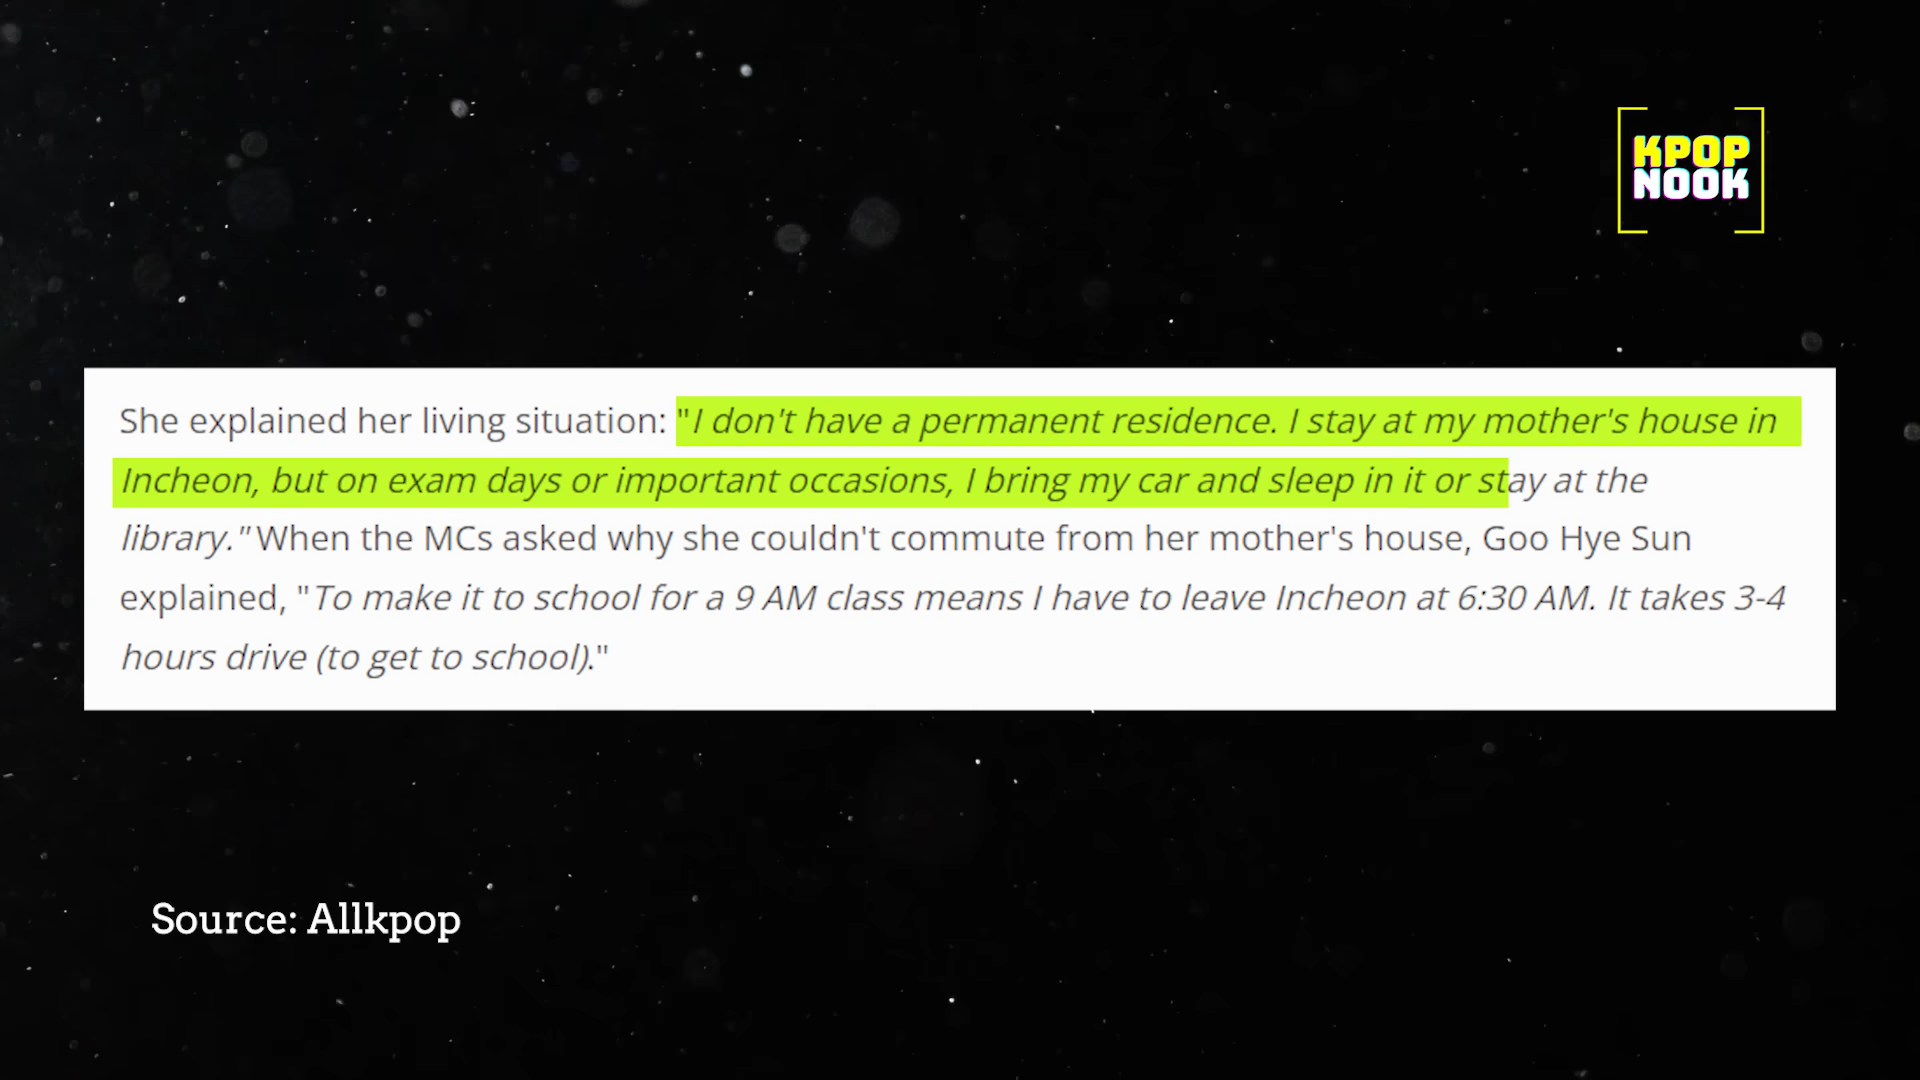 KPOP
NOOK
She explained her living situation: "I don't have a permanent residence. I stay at my mother's house in
Incheon, but on exam days or important occasions, I bring my car and sleep in it or stay at the
library." When the MCs asked why she couldn't commute from her mother's house, Goo Hye Sun
explained, "To make it to school for a 9 AM class means I have to leave Incheon at 6:30 AM. It takes 3-4
hours drive (to get to school)."
Source: Allkpop